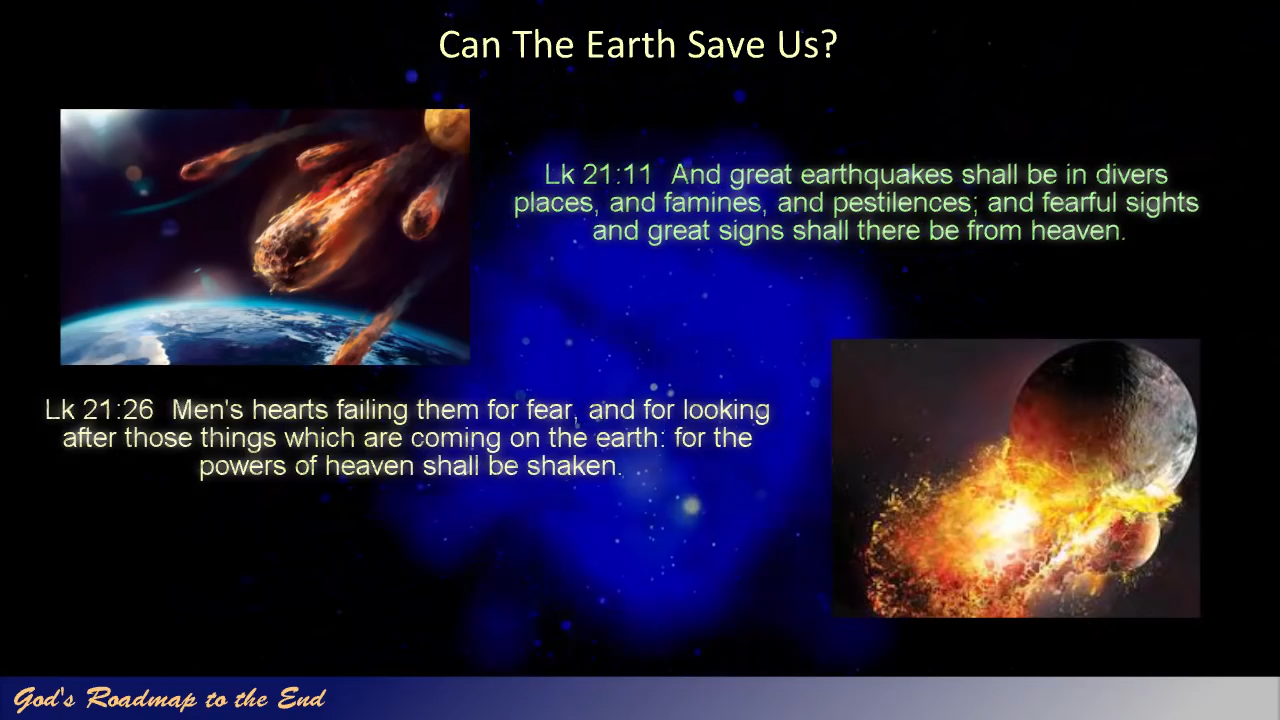 Can The Earth Save Us?
Lk 21:11  And great earthquakes shall be in divers
places, and famines, and pestilences; and fearful sights
and great signs shall there be from heaven.
Lk 21:26  Men's hearts failing them for fear, and for looking
after those things which are coming on the earth: for the
powers of heaven shall be shaken.
God's Roadmap to the End